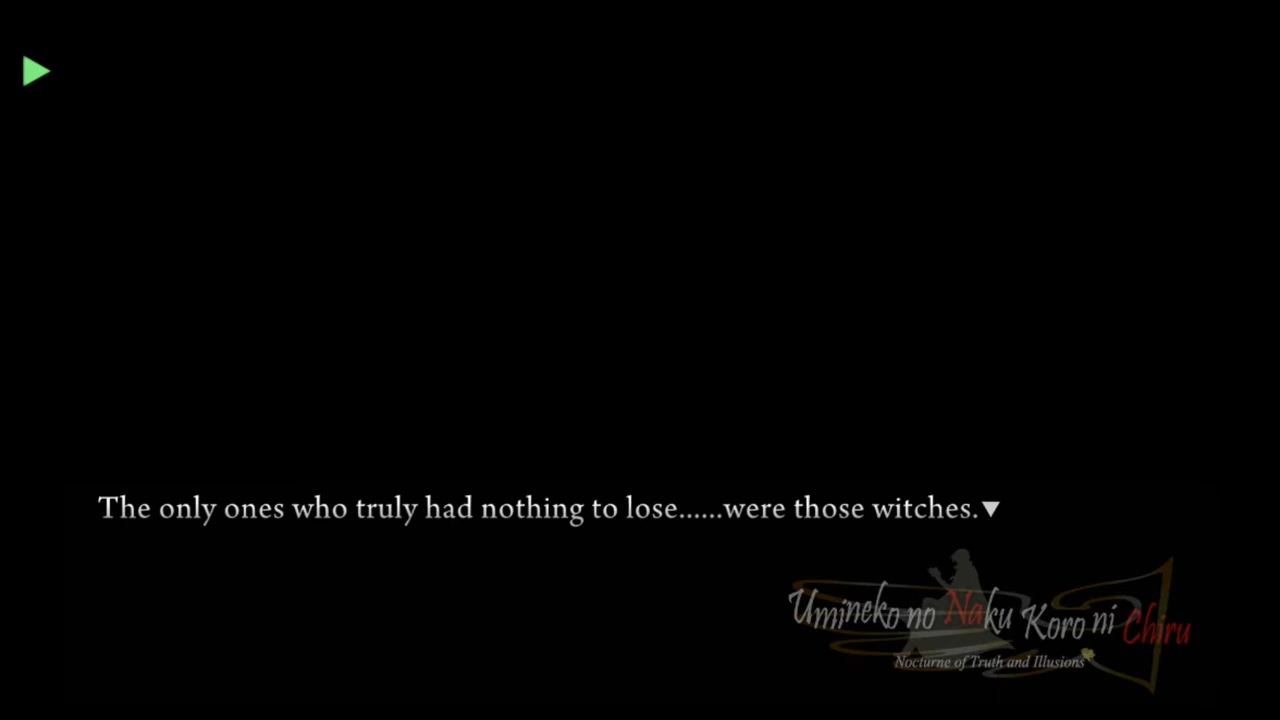 The only ones who truly had nothing to lose......were those witches.
Umineko no Naku Koro ni Chiru
Nocturne of Truth and Illusions